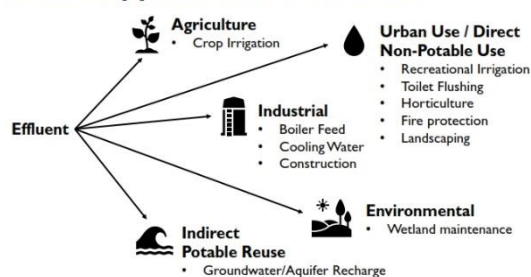 Agriculture
• Crop Irrigation
Urban Use / Direct
Non-Potable Use
• Recreational Irrigation
• Toilet Flushing
• Horticulture
• Fire protection
• Landscaping
Effluent
Industrial
• Boiler Feed
• Cooling Water
• Construction
Environmental
• Wetland maintenance
Indirect
Potable Reuse
• Groundwater/Aquifer Recharge